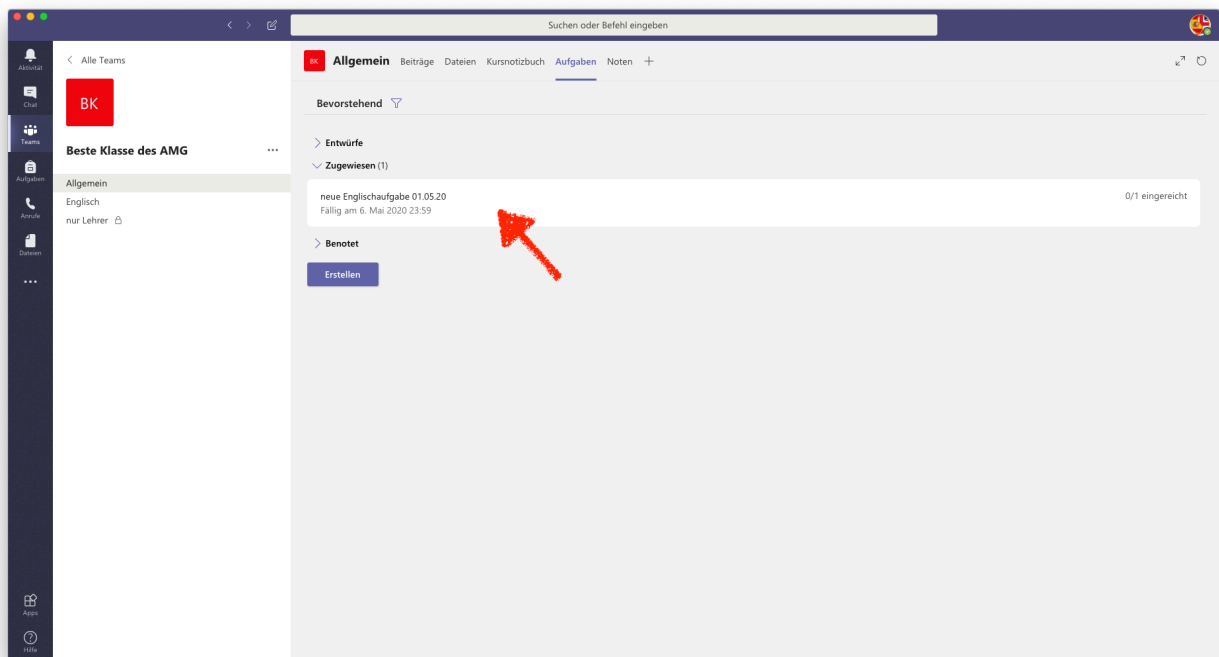 Suchen oder Befehl eingeben
Aktivität
Chat
Teams
Aufgaben
Anrufe
Dateien
Apps
Hilfe
Alle Teams
BK
Beste Klasse des AMG
Allgemein
Englisch
nur Lehrer
BK Allgemein Beiträge Dateien Kursnotizbuch Aufgaben Noten
Bevorstehend
Entwürfe
Zugewiesen (1)
neue Englischaufgabe 01.05.20 0/1 eingereicht
Fällig am 6. Mai 2020 23:59
Benotet
Erstellen